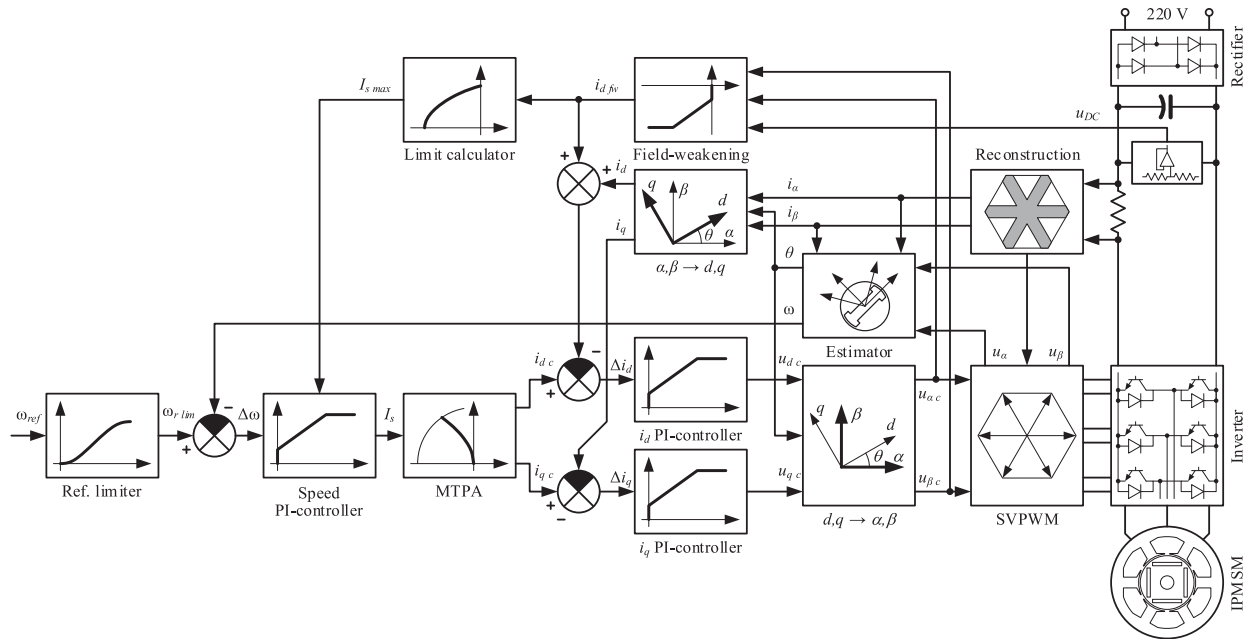 220 V
Rectifier
I_s max
i_d fw
u_DC
Limit calculator
Field-weakening
Reconstruction
+
+
i_d
q
β
d
i_α
i_q
θ
α
i_β
α,β → d,q
θ
ω
Estimator
u_α
u_β
i_d c
−
Δi_d
u_d c
u_α c
+
ω_ref
ω_r lim
−
Δω
I_s
i_d PI-controller
q
β
d
+
θ
α
Inverter
i_q c
Δi_q
u_q c
u_β c
Ref. limiter
Speed
PI-controller
MTPA
+
−
i_q PI-controller
d,q → α,β
SVPWM
IPMSM